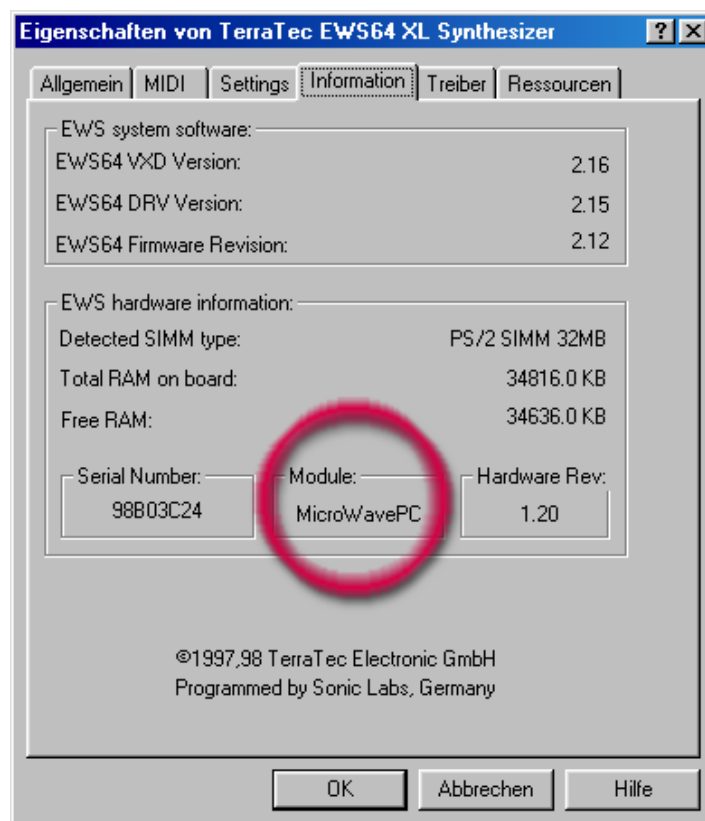 Eigenschaften von TerraTec EWS64 XL Synthesizer
Allgemein MIDI Settings Information Treiber Ressourcen
EWS system software:
EWS64 VXD Version: 2.16
EWS64 DRV Version: 2.15
EWS64 Firmware Revision: 2.12
EWS hardware information:
Detected SIMM type: PS/2 SIMM 32MB
Total RAM on board: 34816.0 KB
Free RAM: 34636.0 KB
Serial Number: Module: Hardware Rev:
98B03C24 MicroWavePC 1.20
©1997,98 TerraTec Electronic GmbH
Programmed by Sonic Labs, Germany
OK Abbrechen Hilfe